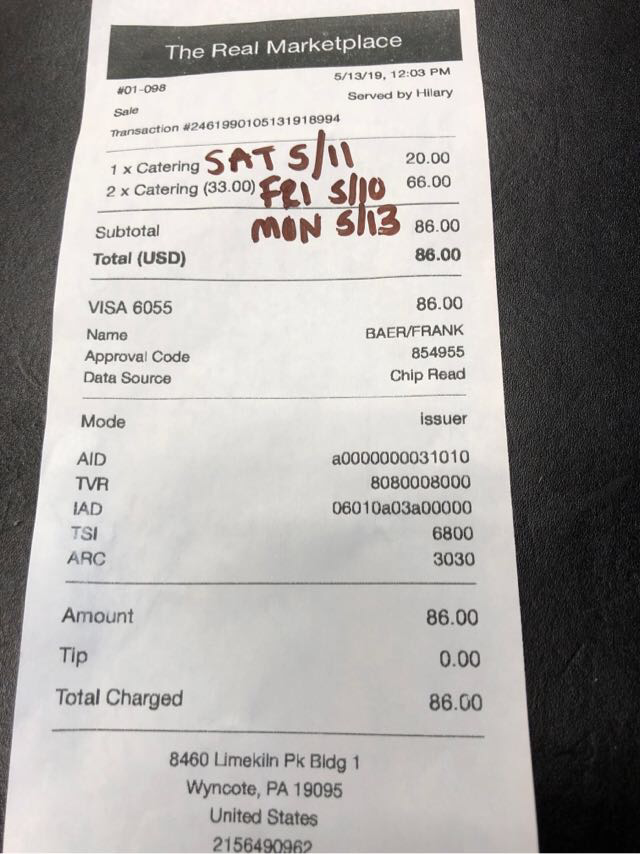 The Real Marketplace
#01-098 5/13/19, 12:03 PM
Sale Served by Hilary
Transaction #2461990105131918994
1 x Catering SAT 5/11 20.00
2 x Catering (33.00) FRI 5/10 66.00
MON 5/13
Subtotal 86.00
Total (USD) 86.00
VISA 6055 86.00
Name BAER/FRANK
Approval Code 854955
Data Source Chip Read
Mode issuer
AID a0000000031010
TVR 8080008000
IAD 06010a03a00000
TSI 6800
ARC 3030
Amount 86.00
Tip 0.00
Total Charged 86.00
8460 Limekiln Pk Bldg 1
Wyncote, PA 19095
United States
2156490962